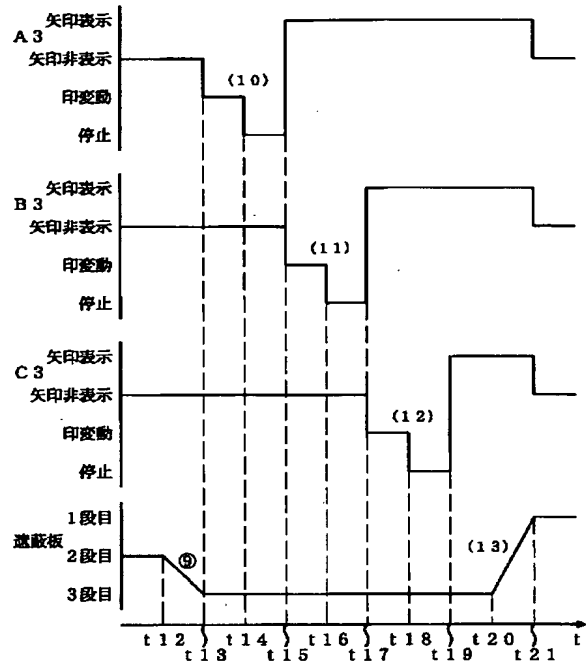 矢印表示
A3
矢印非表示
(10)
印変動
停止
矢印表示
B3
矢印非表示
(11)
印変動
停止
矢印表示
C3
矢印非表示
(12)
印変動
停止
1段目
遮蔽板
(13)
2段目
⑨
3段目
t12 t14 t16 t18 t20 t
t13 t15 t17 t19 t21